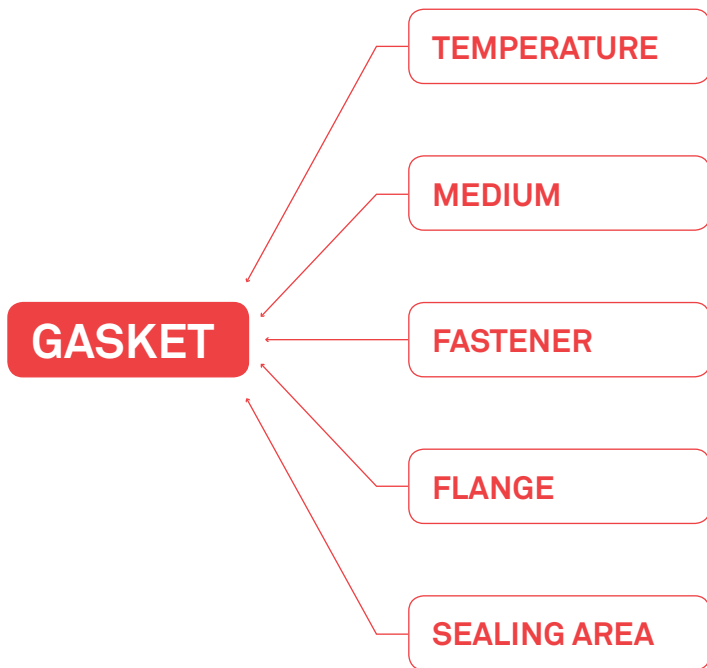 TEMPERATURE
MEDIUM
GASKET
FASTENER
FLANGE
SEALING AREA